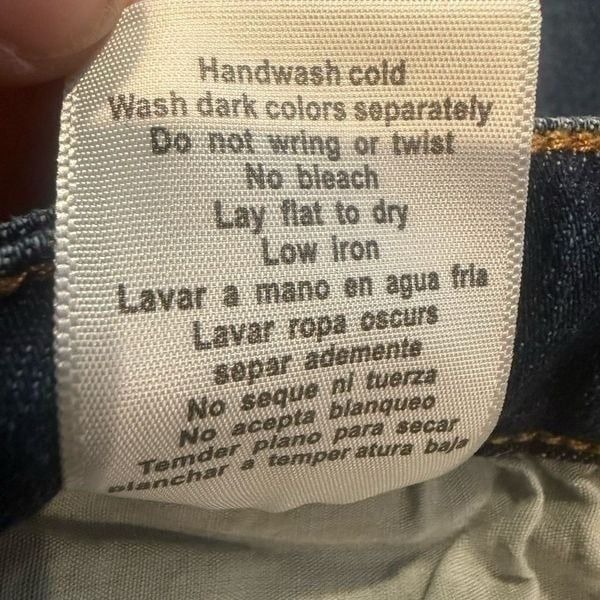 Handwash cold
Wash dark colors separately
Do not wring or twist
No bleach
Lay flat to dry
Low iron
Lavar a mano en agua fria
Lavar ropa oscurs
separ ademente
No seque ni tuerza
No acepta blanqueo
Temder plano para secar
planchar a temper atura baja